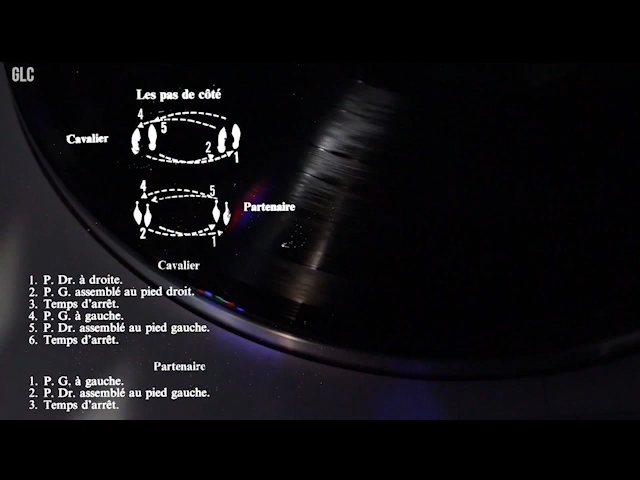 GLC
Les pas de côté
4
5
Cavalier
2
1
4
5
Partenaire
2
1
Cavalier
1. P. Dr. à droite.
2. P. G. assemblé au pied droit.
3. Temps d'arrêt.
4. P. G. à gauche.
5. P. Dr. assemblé au pied gauche.
6. Temps d'arrêt.
Partenaire
1. P. G. à gauche.
2. P. Dr. assemblé au pied gauche.
3. Temps d'arrêt.